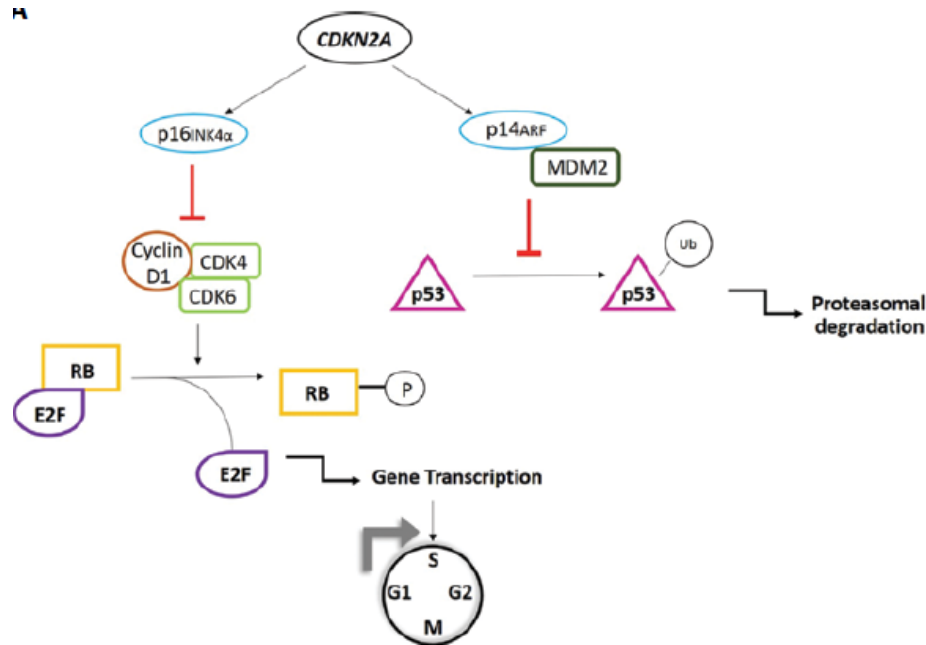 A
CDKN2A
p16INK4α
p14ARF
MDM2
Cyclin
D1
CDK4
CDK6
p53
p53
Ub
Proteasomal
degradation
RB
E2F
RB
P
E2F
Gene Transcription
S
G1
G2
M